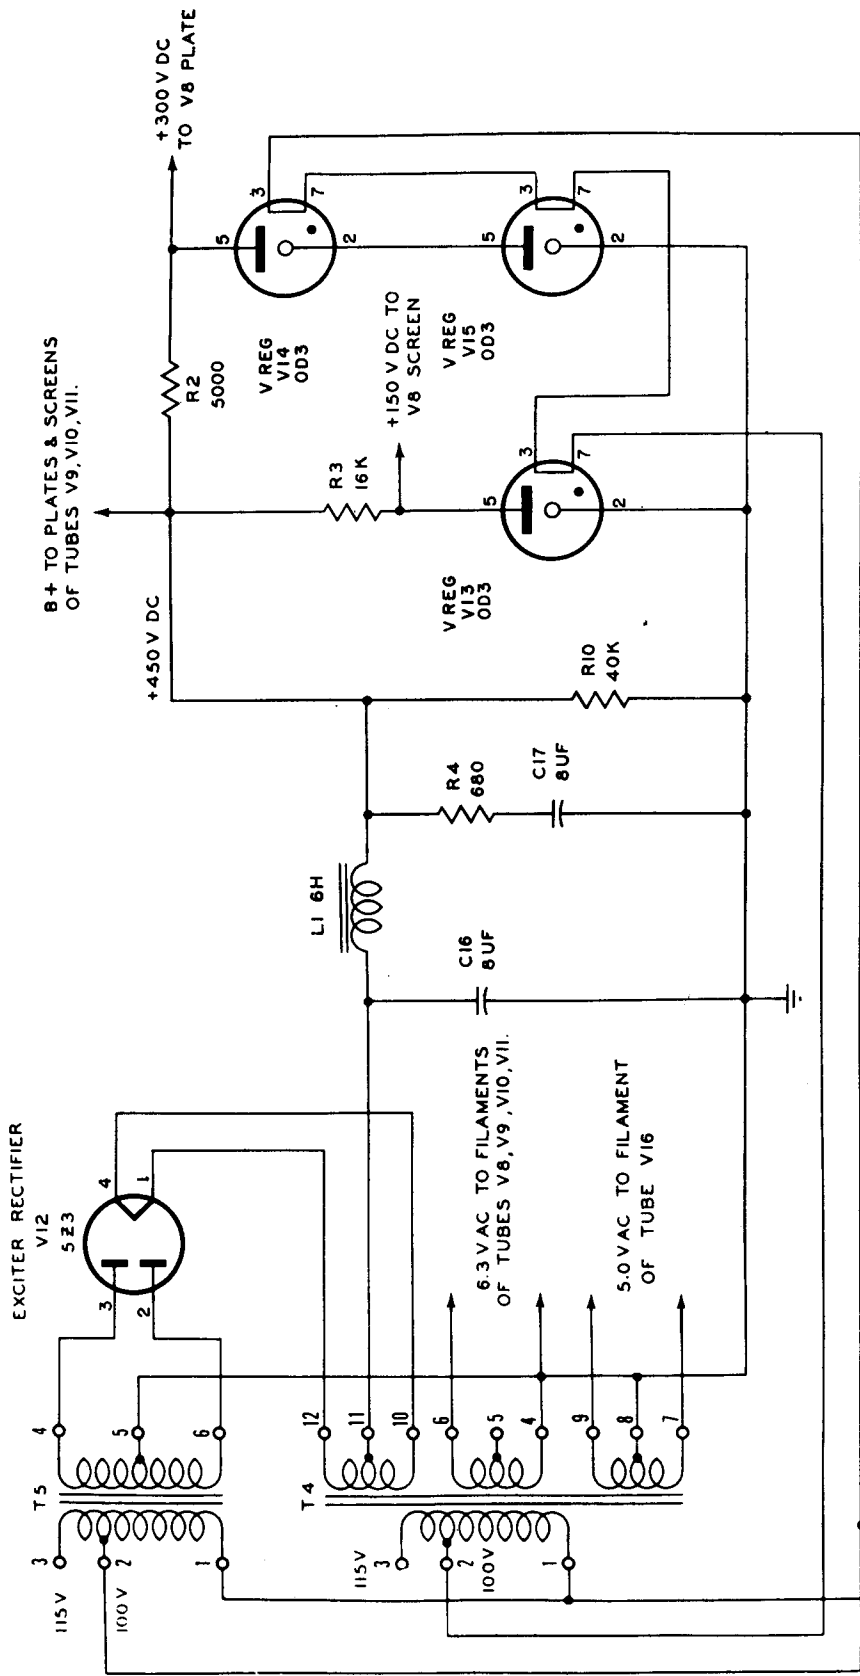 EXCITER RECTIFIER
V12
5Z3
4
1
3
2
T5
4
5
6
115V
3
100V
2
1
T4
12
11
10
6
5
4
9
8
7
115V
3
2
100V
1
6.3 V AC TO FILAMENTS
OF TUBES V8, V9, V10, V11.
5.0 V AC TO FILAMENT
OF TUBE V16
L1 6H
C16
8UF
R4
680
C17
8UF
R10
40K
+450 V DC
B+ TO PLATES & SCREENS
OF TUBES V9, V10, V11.
R2
5000
R3
16K
+150 V DC TO
V8 SCREEN
V REG
V13
OD3
5
3
7
2
V REG
V14
OD3
5
3
7
2
V REG
V15
OD3
5
3
7
2
+300 V DC
TO V8 PLATE